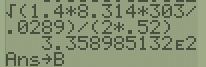 √(1.4*8.314*303/
.0289)/(2*.52)
3.358985132ᴇ2
Ans→B